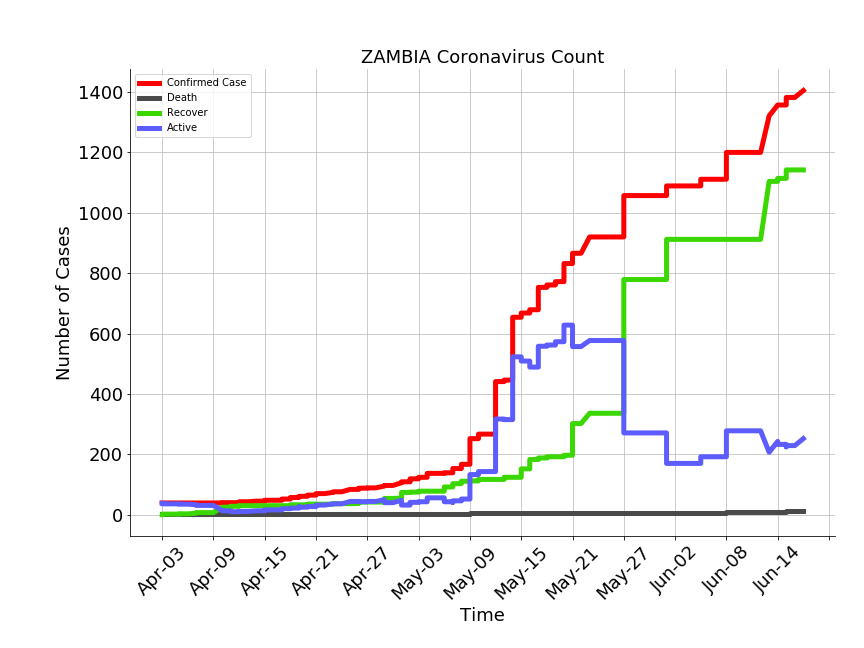 ZAMBIA Coronavirus Count
Confirmed Case
Death
Recover
Active
Number of Cases
1400
1200
1000
800
600
400
200
0
Apr-03
Apr-09
Apr-15
Apr-21
Apr-27
May-03
May-09
May-15
May-21
May-27
Jun-02
Jun-08
Jun-14
Time